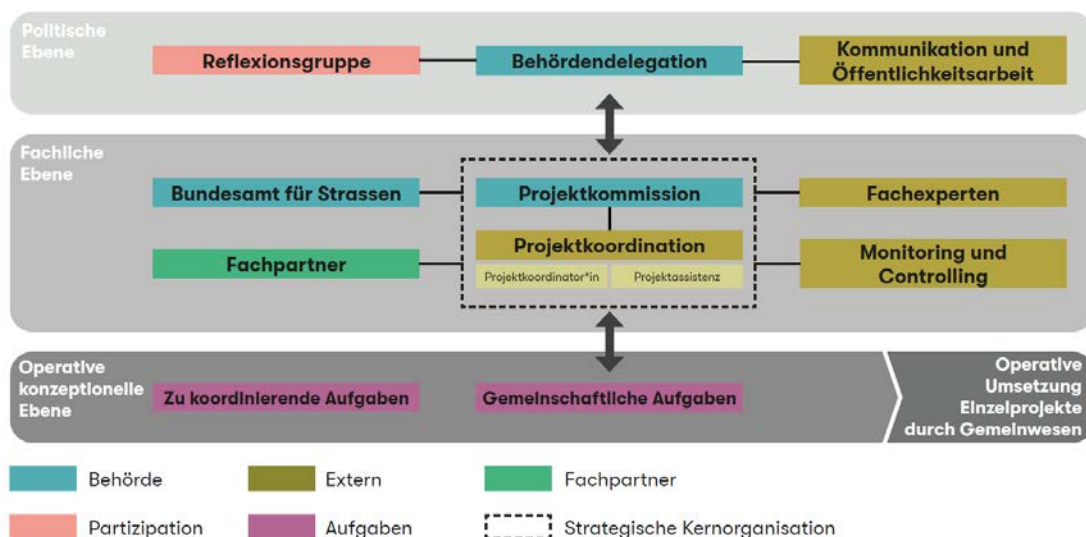 Politische
Ebene
Reflexionsgruppe
Behördendelegation
Kommunikation und
Öffentlichkeitsarbeit
Fachliche
Ebene
Bundesamt für Strassen
Projektkommission
Fachexperten
Fachpartner
Projektkoordination
Projektkoordinator*in
Projektassistenz
Monitoring und
Controlling
Operative
konzeptionelle
Ebene
Zu koordinierende Aufgaben
Gemeinschaftliche Aufgaben
Operative
Umsetzung
Einzelprojekte
durch Gemeinwesen
Behörde
Extern
Fachpartner
Partizipation
Aufgaben
Strategische Kernorganisation